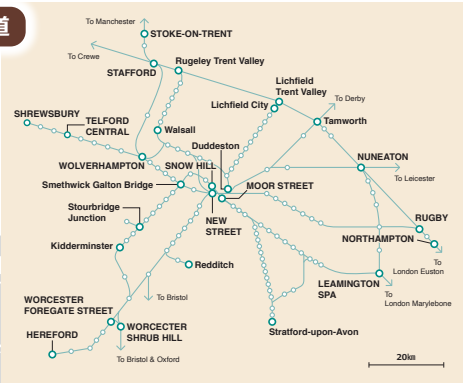 道
To Manchester
STOKE-ON-TRENT
To Crewe
STAFFORD
Rugeley Trent Valley
Lichfield
Trent Valley
Lichfield City
To Derby
Tamworth
SHREWSBURY
TELFORD
CENTRAL
Walsall
Duddeston
WOLVERHAMPTON
SNOW HILL
NUNEATON
Smethwick Galton Bridge
MOOR STREET
To Leicester
Stourbridge
Junction
NEW
STREET
RUGBY
Kidderminster
NORTHAMPTON
Redditch
To
London Euston
LEAMINGTON
SPA
To
London Marylebone
To Bristol
WORCESTER
FOREGATE STREET
WORCECTER
SHRUB HILL
HEREFORD
Stratford-upon-Avon
To Bristol & Oxford
20km